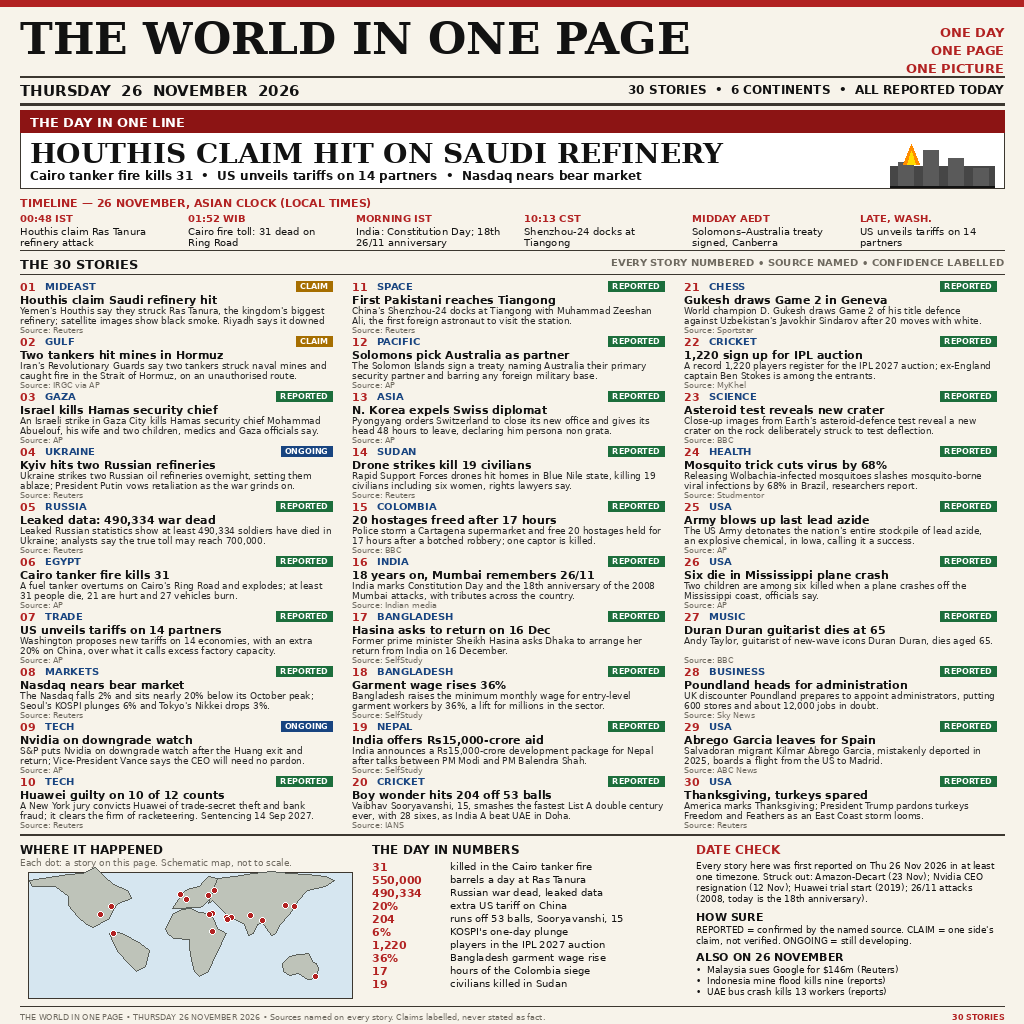 THE WORLD IN ONE PAGE
ONE DAY
ONE PAGE
ONE PICTURE
THURSDAY 26 NOVEMBER 2026
30 STORIES • 6 CONTINENTS • ALL REPORTED TODAY
THE DAY IN ONE LINE
HOUTHIS CLAIM HIT ON SAUDI REFINERY
Cairo tanker fire kills 31 • US unveils tariffs on 14 partners • Nasdaq nears bear market
TIMELINE — 26 NOVEMBER, ASIAN CLOCK (LOCAL TIMES)
00:48 IST
Houthis claim Ras Tanura
refinery attack
01:52 WIB
Cairo fire toll: 31 dead on
Ring Road
MORNING IST
India: Constitution Day; 18th
26/11 anniversary
10:13 CST
Shenzhou-24 docks at
Tiangong
MIDDAY AEDT
Solomons–Australia treaty
signed, Canberra
LATE, WASH.
US unveils tariffs on 14
partners
THE 30 STORIES
EVERY STORY NUMBERED • SOURCE NAMED • CONFIDENCE LABELLED
01 MIDEAST CLAIM
Houthis claim Saudi refinery hit
Yemen's Houthis say they struck Ras Tanura, the kingdom's biggest
refinery; satellite images show black smoke. Riyadh says it downed
Source: Reuters
02 GULF CLAIM
Two tankers hit mines in Hormuz
Iran's Revolutionary Guards say two tankers struck naval mines and
caught fire in the Strait of Hormuz, on an unauthorised route.
Source: IRGC via AP
03 GAZA REPORTED
Israel kills Hamas security chief
An Israeli strike in Gaza City kills Hamas security chief Mohammad
Abuelouf, his wife and two children, medics and Gaza officials say.
Source: AP
04 UKRAINE ONGOING
Kyiv hits two Russian refineries
Ukraine strikes two Russian oil refineries overnight, setting them
ablaze; President Putin vows retaliation as the war grinds on.
Source: Reuters
05 RUSSIA REPORTED
Leaked data: 490,334 war dead
Leaked Russian statistics show at least 490,334 soldiers have died in
Ukraine; analysts say the true toll may reach 700,000.
Source: Reuters
06 EGYPT REPORTED
Cairo tanker fire kills 31
A fuel tanker overturns on Cairo's Ring Road and explodes; at least
31 people die, 21 are hurt and 27 vehicles burn.
Source: AP
07 TRADE REPORTED
US unveils tariffs on 14 partners
Washington proposes new tariffs on 14 economies, with an extra
20% on China, over what it calls excess factory capacity.
Source: AP
08 MARKETS REPORTED
Nasdaq nears bear market
The Nasdaq falls 2% and sits nearly 20% below its October peak;
Seoul's KOSPI plunges 6% and Tokyo's Nikkei drops 3%.
Source: Reuters
09 TECH ONGOING
Nvidia on downgrade watch
S&P puts Nvidia on downgrade watch after the Huang exit and
return; Vice-President Vance says the CEO will need no pardon.
Source: AP
10 TECH REPORTED
Huawei guilty on 10 of 12 counts
A New York jury convicts Huawei of trade-secret theft and bank
fraud; it clears the firm of racketeering. Sentencing 14 Sep 2027.
Source: Reuters
11 SPACE REPORTED
First Pakistani reaches Tiangong
China's Shenzhou-24 docks at Tiangong with Muhammad Zeeshan
Ali, the first foreign astronaut to visit the station.
Source: Reuters
12 PACIFIC REPORTED
Solomons pick Australia as partner
The Solomon Islands sign a treaty naming Australia their primary
security partner and barring any foreign military base.
Source: AP
13 ASIA REPORTED
N. Korea expels Swiss diplomat
Pyongyang orders Switzerland to close its new office and gives its
head 48 hours to leave, declaring him persona non grata.
Source: AP
14 SUDAN REPORTED
Drone strikes kill 19 civilians
Rapid Support Forces drones hit homes in Blue Nile state, killing 19
civilians including six women, rights lawyers say.
Source: Reuters
15 COLOMBIA REPORTED
20 hostages freed after 17 hours
Police storm a Cartagena supermarket and free 20 hostages held for
17 hours after a botched robbery; one captor is killed.
Source: BBC
16 INDIA REPORTED
18 years on, Mumbai remembers 26/11
India marks Constitution Day and the 18th anniversary of the 2008
Mumbai attacks, with tributes across the country.
Source: Indian media
17 BANGLADESH REPORTED
Hasina asks to return on 16 Dec
Former prime minister Sheikh Hasina asks Dhaka to arrange her
return from India on 16 December.
Source: SelfStudy
18 BANGLADESH REPORTED
Garment wage rises 36%
Bangladesh raises the minimum monthly wage for entry-level
garment workers by 36%, a lift for millions in the sector.
Source: SelfStudy
19 NEPAL REPORTED
India offers Rs15,000-crore aid
India announces a Rs15,000-crore development package for Nepal
after talks between PM Modi and PM Balendra Shah.
Source: SelfStudy
20 CRICKET REPORTED
Boy wonder hits 204 off 53 balls
Vaibhav Sooryavanshi, 15, smashes the fastest List A double century
ever, with 28 sixes, as India A beat UAE in Doha.
Source: IANS
21 CHESS REPORTED
Gukesh draws Game 2 in Geneva
World champion D. Gukesh draws Game 2 of his title defence
against Uzbekistan's Javokhir Sindarov after 20 moves with white.
Source: Sportstar
22 CRICKET REPORTED
1,220 sign up for IPL auction
A record 1,220 players register for the IPL 2027 auction; ex-England
captain Ben Stokes is among the entrants.
Source: MyKhel
23 SCIENCE REPORTED
Asteroid test reveals new crater
Close-up images from Earth's asteroid-defence test reveal a new
crater on the rock deliberately struck to test deflection.
Source: BBC
24 HEALTH REPORTED
Mosquito trick cuts virus by 68%
Releasing Wolbachia-infected mosquitoes slashes mosquito-borne
viral infections by 68% in Brazil, researchers report.
Source: Studmentor
25 USA REPORTED
Army blows up last lead azide
The US Army detonates the nation's entire stockpile of lead azide,
an explosive chemical, in Iowa, calling it a success.
Source: AP
26 USA REPORTED
Six die in Mississippi plane crash
Two children are among six killed when a plane crashes off the
Mississippi coast, officials say.
Source: AP
27 MUSIC REPORTED
Duran Duran guitarist dies at 65
Andy Taylor, guitarist of new-wave icons Duran Duran, dies aged 65.
Source: BBC
28 BUSINESS REPORTED
Poundland heads for administration
UK discounter Poundland prepares to appoint administrators, putting
600 stores and about 12,000 jobs in doubt.
Source: Sky News
29 USA REPORTED
Abrego Garcia leaves for Spain
Salvadoran migrant Kilmar Abrego Garcia, mistakenly deported in
2025, boards a flight from the US to Madrid.
Source: ABC News
30 USA REPORTED
Thanksgiving, turkeys spared
America marks Thanksgiving; President Trump pardons turkeys
Freedom and Feathers as an East Coast storm looms.
Source: Reuters
WHERE IT HAPPENED
Each dot: a story on this page. Schematic map, not to scale.
THE DAY IN NUMBERS
31 killed in the Cairo tanker fire
550,000 barrels a day at Ras Tanura
490,334 Russian war dead, leaked data
20% extra US tariff on China
204 runs off 53 balls, Sooryavanshi, 15
6% KOSPI's one-day plunge
1,220 players in the IPL 2027 auction
36% Bangladesh garment wage rise
17 hours of the Colombia siege
19 civilians killed in Sudan
DATE CHECK
Every story here was first reported on Thu 26 Nov 2026 in at least
one timezone. Struck out: Amazon-Decart (23 Nov); Nvidia CEO
resignation (12 Nov); Huawei trial start (2019); 26/11 attacks
(2008, today is the 18th anniversary).
HOW SURE
REPORTED = confirmed by the named source. CLAIM = one side's
claim, not verified. ONGOING = still developing.
ALSO ON 26 NOVEMBER
• Malaysia sues Google for $146m (Reuters)
• Indonesia mine flood kills nine (reports)
• UAE bus crash kills 13 workers (reports)
THE WORLD IN ONE PAGE • THURSDAY 26 NOVEMBER 2026 • Sources named on every story. Claims labelled, never stated as fact.
30 STORIES